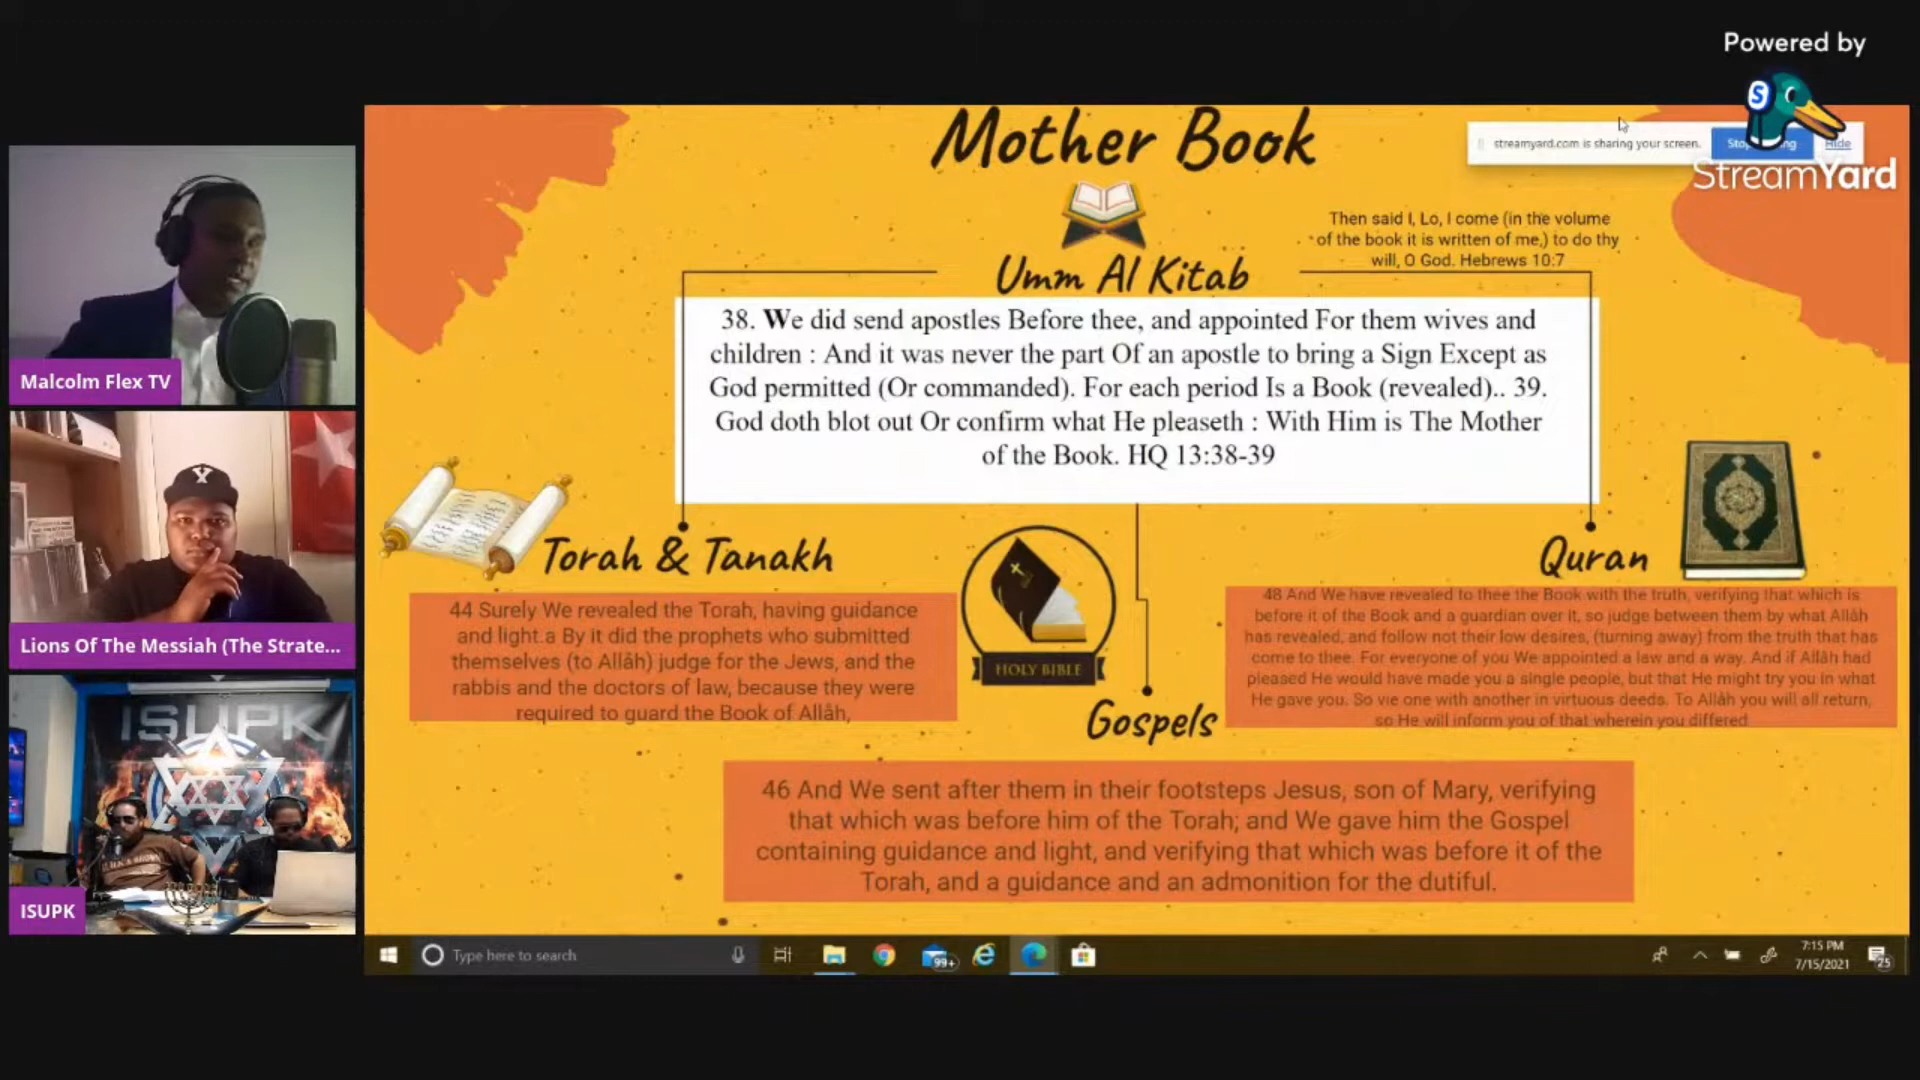 Powered by
StreamYard
streamyard.com is sharing your screen.
Hide
Mother Book
Umm Al Kitab
Then said I, Lo, I come (in the volume
of the book it is written of me,) to do thy
will, O God. Hebrews 10:7
38. We did send apostles Before thee, and appointed For them wives and
children : And it was never the part Of an apostle to bring a Sign Except as
God permitted (Or commanded). For each period Is a Book (revealed).. 39.
God doth blot out Or confirm what He pleaseth : With Him is The Mother
of the Book. HQ 13:38-39
Torah & Tanakh
44 Surely We revealed the Torah, having guidance
and light.a By it did the prophets who submitted
themselves (to Allâh) judge for the Jews, and the
rabbis and the doctors of law, because they were
required to guard the Book of Allâh,
HOLY BIBLE
Gospels
46 And We sent after them in their footsteps Jesus, son of Mary, verifying
that which was before him of the Torah; and We gave him the Gospel
containing guidance and light, and verifying that which was before it of the
Torah, and a guidance and an admonition for the dutiful.
Quran
48 And We have revealed to thee the Book with the truth, verifying that which is
before it of the Book and a guardian over it, so judge between them by what Allâh
has revealed, and follow not their low desires, (turning away) from the truth that has
come to thee. For everyone of you We appointed a law and a way. And if Allâh had
pleased He would have made you a single people, but that He might try you in what
He gave you. So vie one with another in virtuous deeds. To Allâh you will all return,
so He will inform you of that wherein you differed
Malcolm Flex TV
X
Lions Of The Messiah (The Strate...
ISUPK
ISUPK
Type here to search
99+
7:15 PM
7/15/2021
25